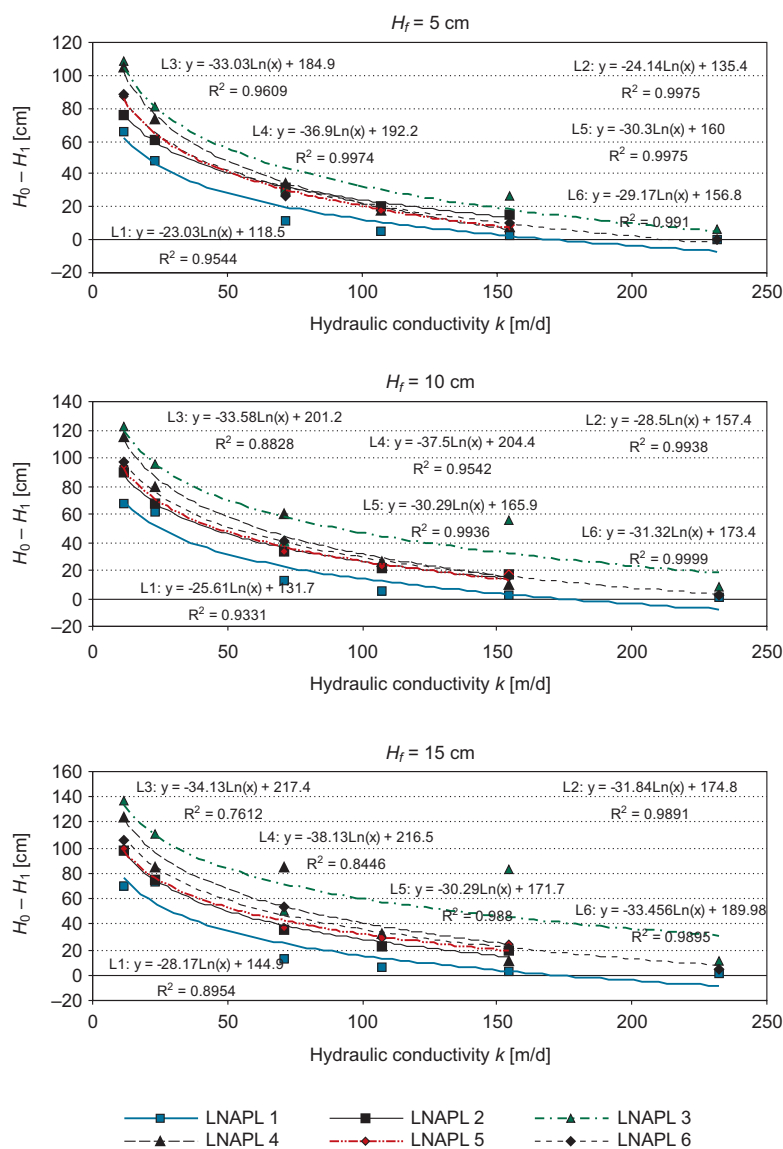 H_f = 5 cm
H_0 – H_1 [cm]
120
100
80
60
40
20
0
–20
L3: y = -33.03Ln(x) + 184.9
R² = 0.9609
L2: y = -24.14Ln(x) + 135.4
R² = 0.9975
L4: y = -36.9Ln(x) + 192.2
R² = 0.9974
L5: y = -30.3Ln(x) + 160
R² = 0.9975
L6: y = -29.17Ln(x) + 156.8
R² = 0.991
L1: y = -23.03Ln(x) + 118.5
R² = 0.9544
0 50 100 150 200 250
Hydraulic conductivity k [m/d]
H_f = 10 cm
H_0 – H_1 [cm]
140
120
100
80
60
40
20
0
–20
L3: y = -33.58Ln(x) + 201.2
R² = 0.8828
L2: y = -28.5Ln(x) + 157.4
R² = 0.9938
L4: y = -37.5Ln(x) + 204.4
R² = 0.9542
L5: y = -30.29Ln(x) + 165.9
R² = 0.9936
L6: y = -31.32Ln(x) + 173.4
R² = 0.9999
L1: y = -25.61Ln(x) + 131.7
R² = 0.9331
0 50 100 150 200 250
Hydraulic conductivity k [m/d]
H_f = 15 cm
H_0 – H_1 [cm]
160
140
120
100
80
60
40
20
0
–20
L3: y = -34.13Ln(x) + 217.4
R² = 0.7612
L2: y = -31.84Ln(x) + 174.8
R² = 0.9891
L4: y = -38.13Ln(x) + 216.5
R² = 0.8446
L5: y = -30.29Ln(x) + 171.7
R² = 0.988
L6: y = -33.456Ln(x) + 189.98
R² = 0.9895
L1: y = -28.17Ln(x) + 144.9
R² = 0.8954
0 50 100 150 200 250
Hydraulic conductivity k [m/d]
LNAPL 1 LNAPL 2 LNAPL 3
LNAPL 4 LNAPL 5 LNAPL 6